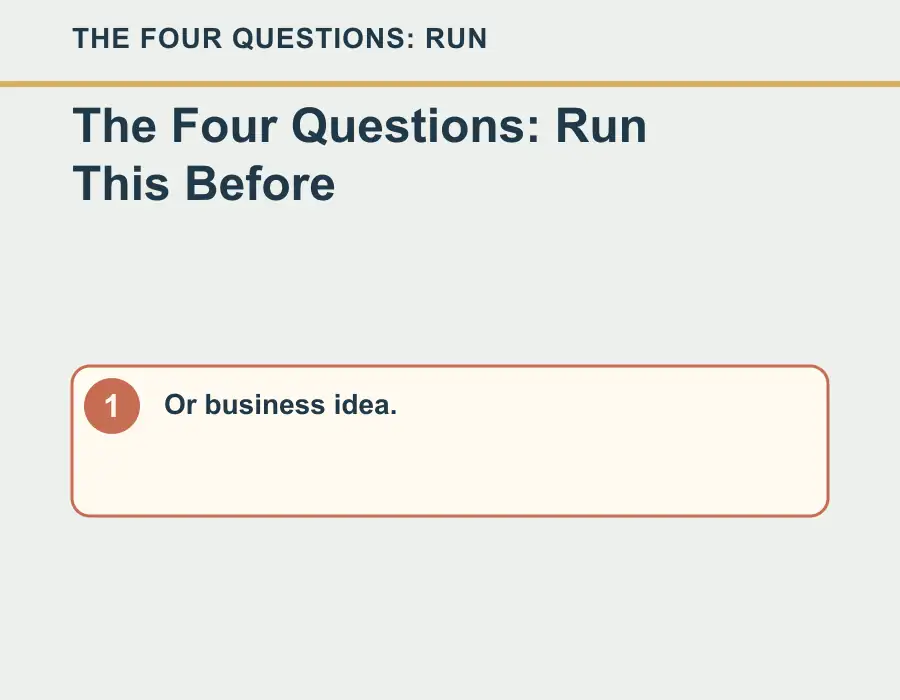 THE FOUR QUESTIONS: RUN
The Four Questions: Run
This Before
1 Or business idea.